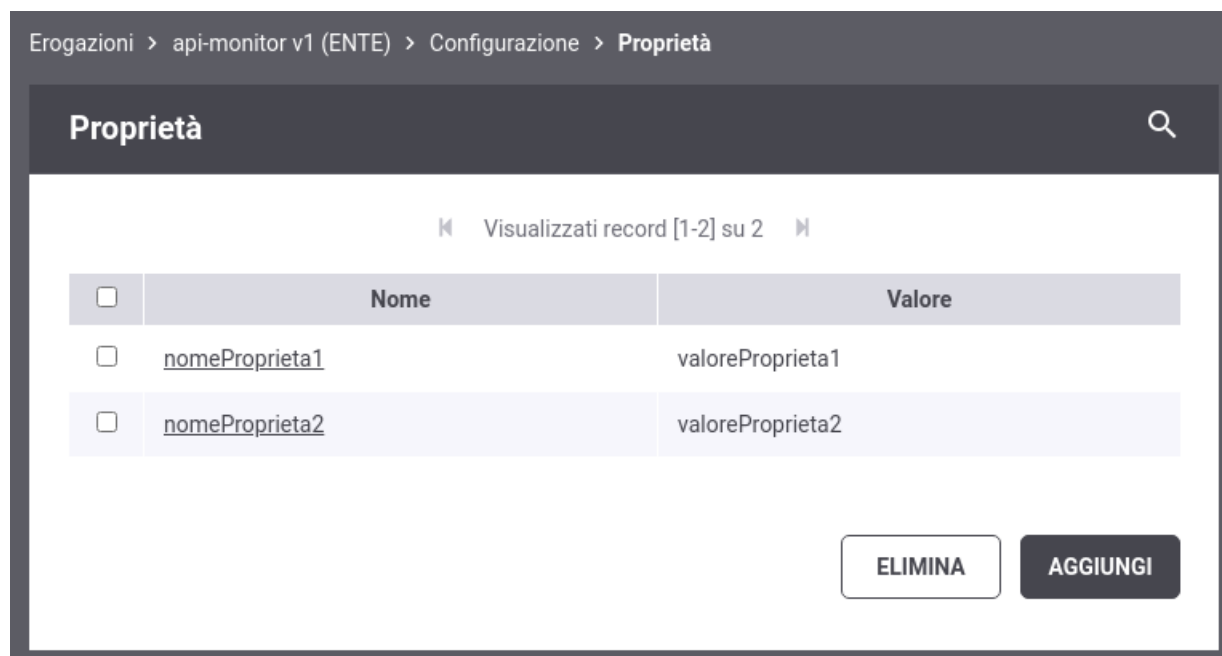 Erogazioni > api-monitor v1 (ENTE) > Configurazione > Proprietà
Proprietà
Visualizzati record [1-2] su 2
Nome Valore
nomeProprieta1 valoreProprieta1
nomeProprieta2 valoreProprieta2
ELIMINA AGGIUNGI